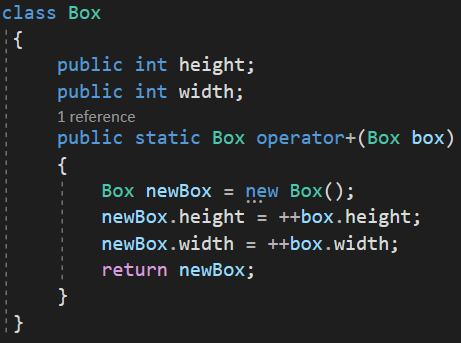 class Box
{
public int height;
public int width;
1 reference
public static Box operator+(Box box)
{
Box newBox = new Box();
newBox.height = ++box.height;
newBox.width = ++box.width;
return newBox;
}
}